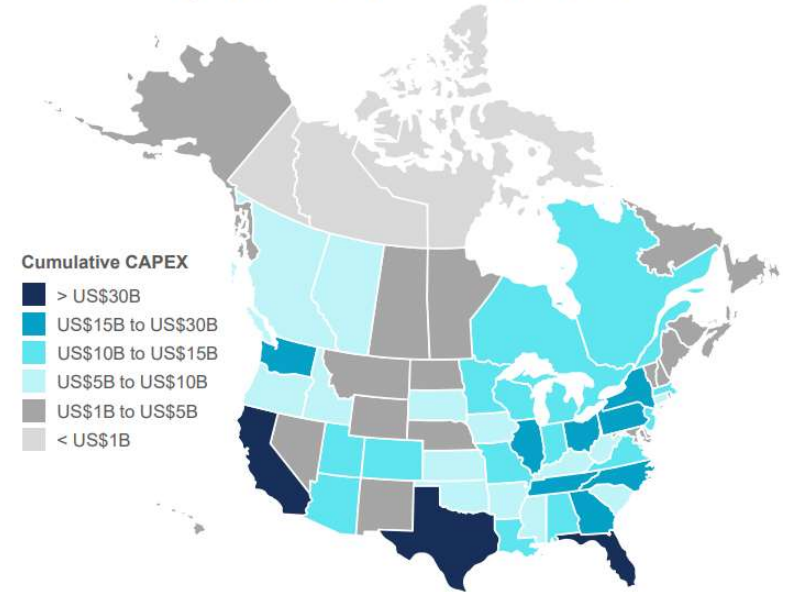 Cumulative CAPEX
> US$30B
US$15B to US$30B
US$10B to US$15B
US$5B to US$10B
US$1B to US$5B
< US$1B